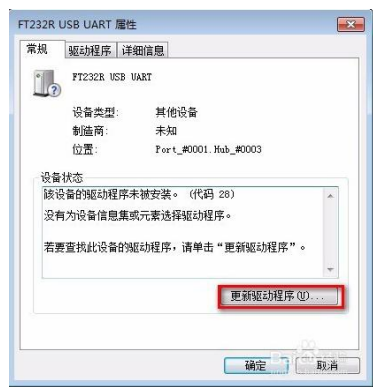 FT232R USB UART 属性
常规 驱动程序 详细信息
FT232R USB UART
设备类型: 其他设备
制造商: 未知
位置: Port_#0001.Hub_#0003
设备状态
该设备的驱动程序未被安装。 (代码 28)
没有为设备信息集或元素选择驱动程序。
若要查找此设备的驱动程序，请单击“更新驱动程序”。
更新驱动程序(U)...
确定 取消